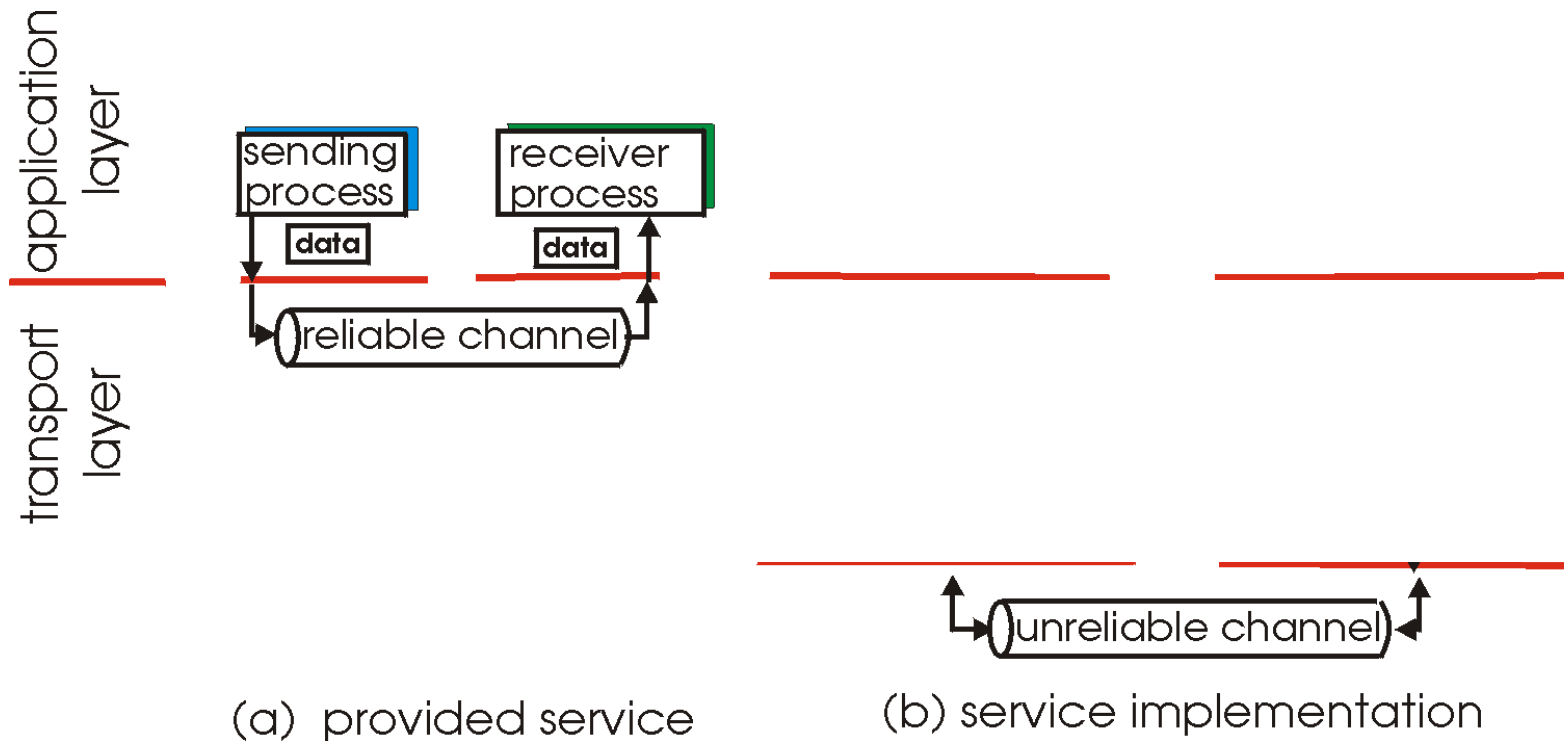 application
layer
transport
layer
sending
process
receiver
process
data
data
reliable channel
unreliable channel
(a) provided service
(b) service implementation